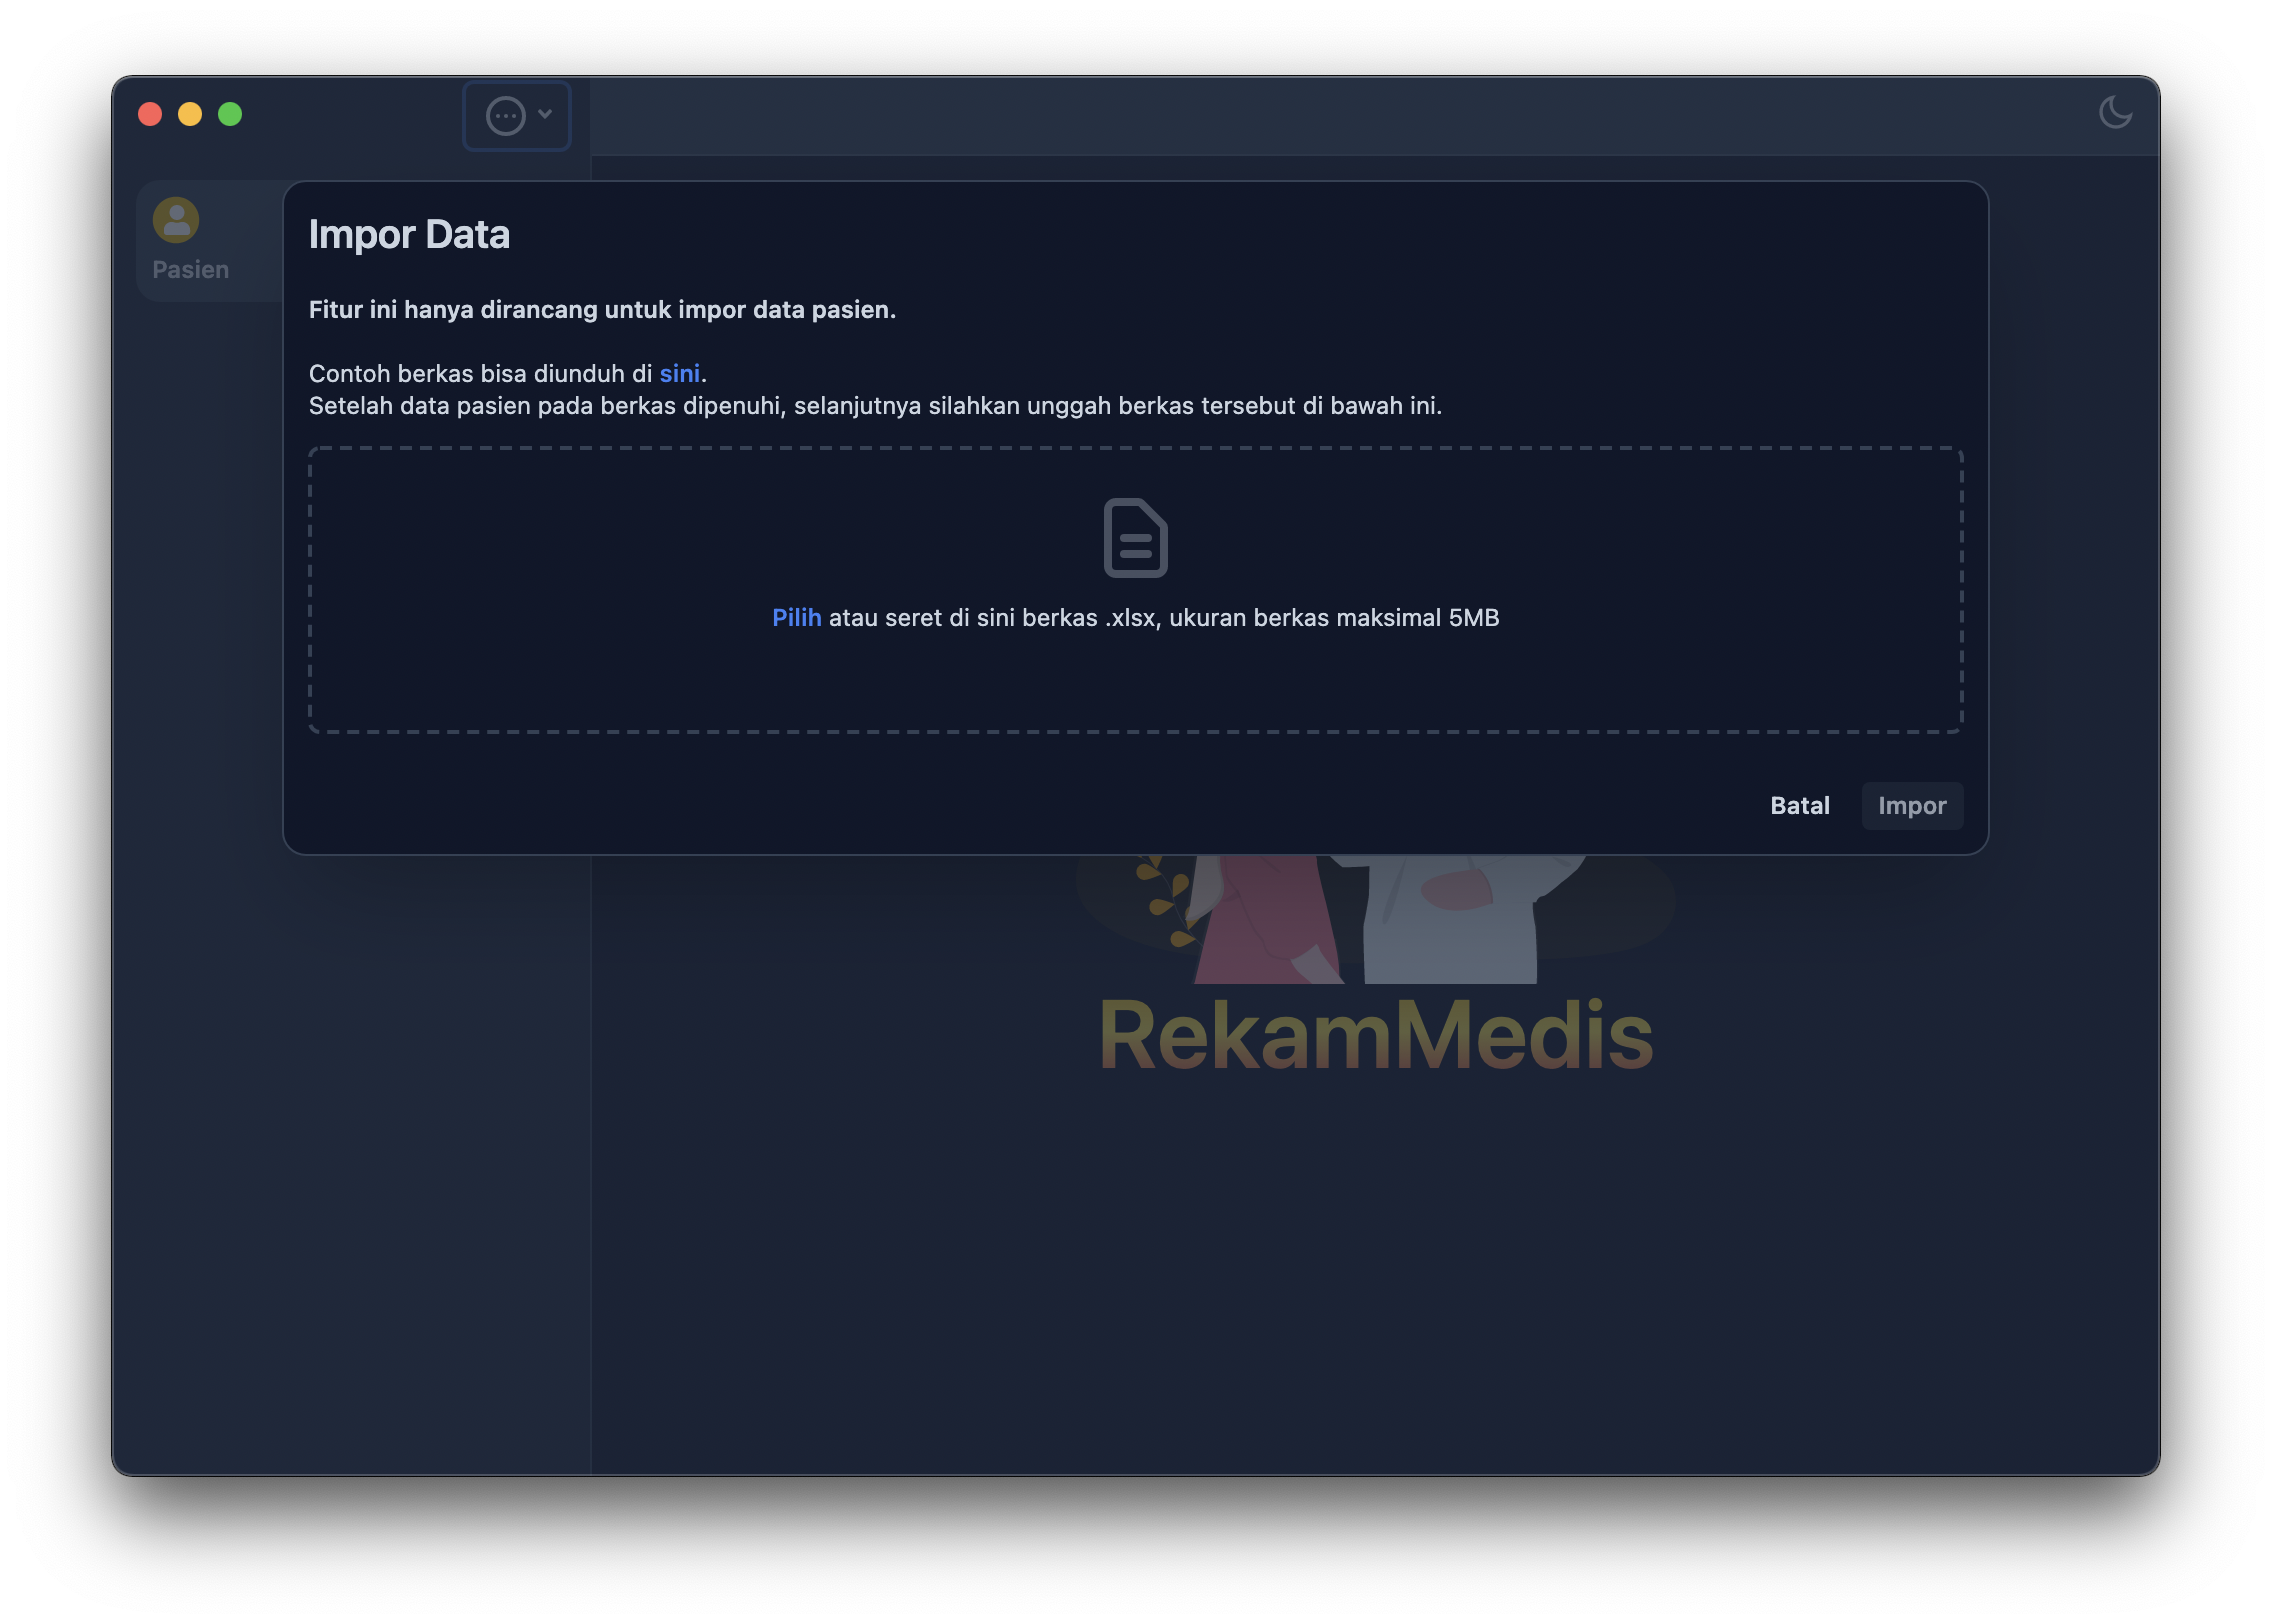 Pasien
Impor Data
Fitur ini hanya dirancang untuk impor data pasien.
Contoh berkas bisa diunduh di sini.
Setelah data pasien pada berkas dipenuhi, selanjutnya silahkan unggah berkas tersebut di bawah ini.
Pilih atau seret di sini berkas .xlsx, ukuran berkas maksimal 5MB
Batal Impor
RekamMedis